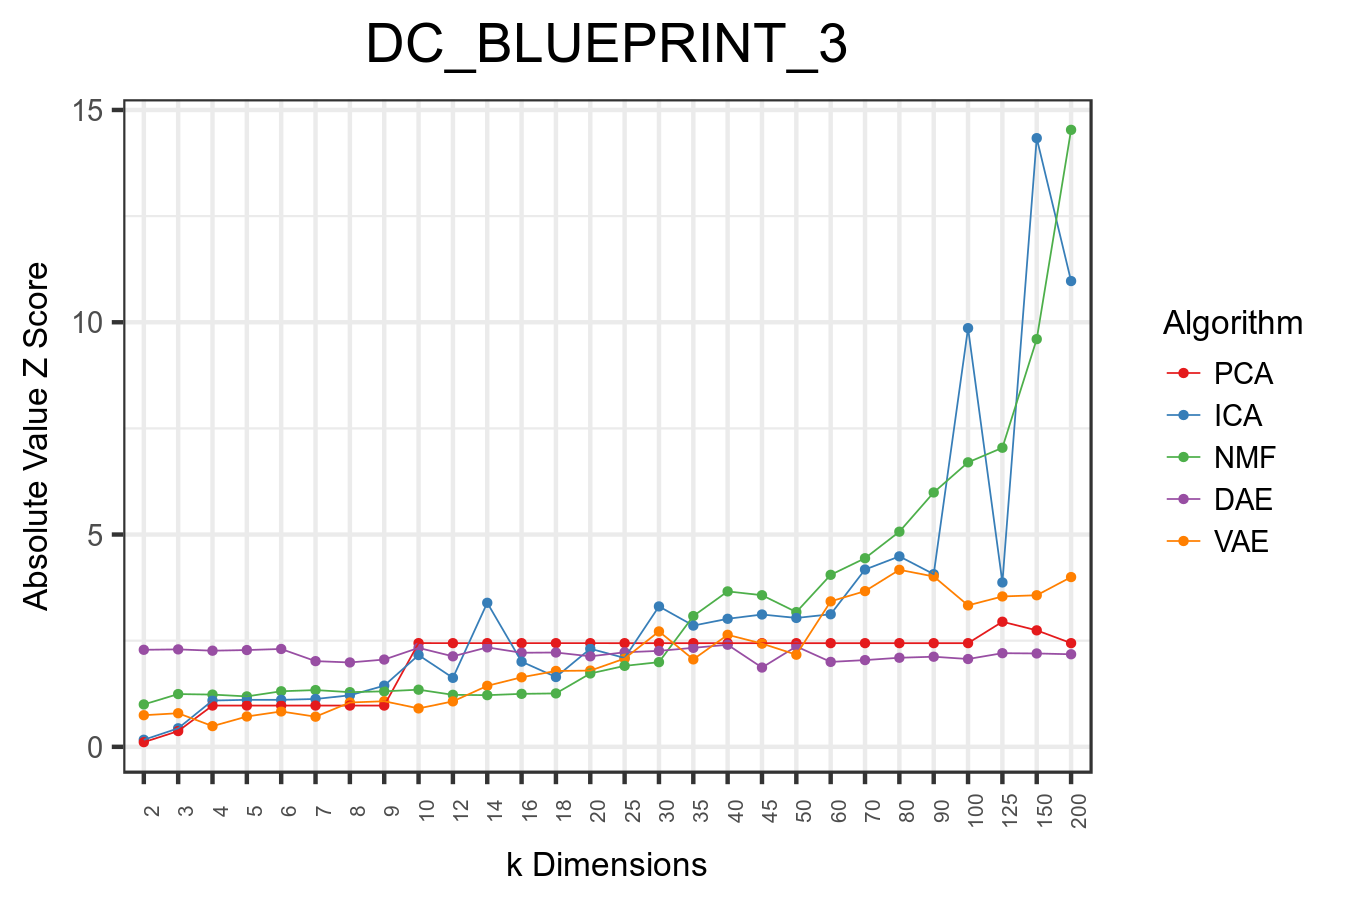 DC_BLUEPRINT_3
Absolute Value Z Score
15
10
5
0
2 3 4 5 6 7 8 9 10 12 14 16 18 20 25 30 35 40 45 50 60 70 80 90 100 125 150 200
k Dimensions
Algorithm
PCA
ICA
NMF
DAE
VAE